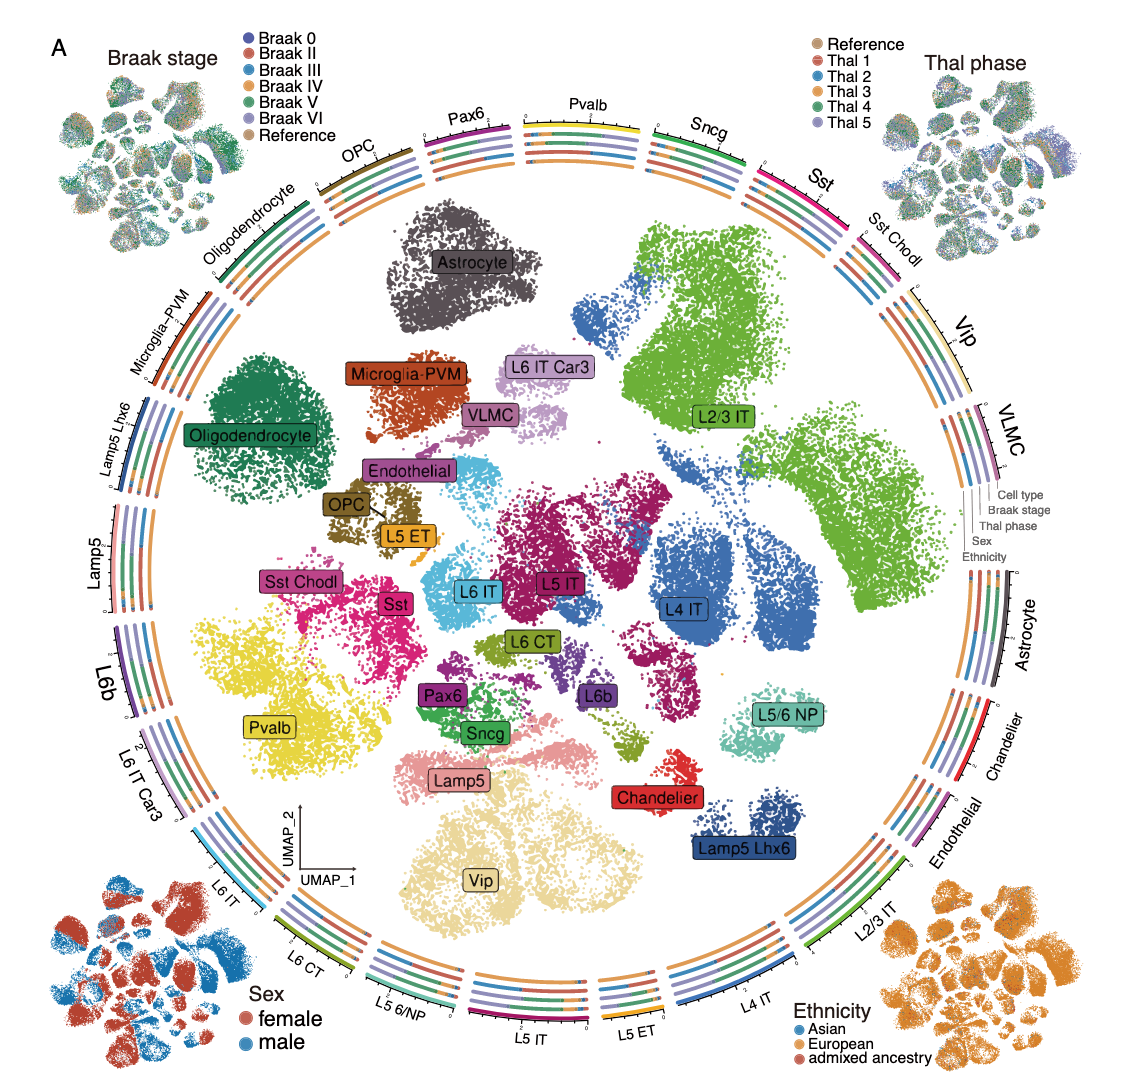 A
Braak stage
Braak 0
Braak II
Braak III
Braak IV
Braak V
Braak VI
Reference
Reference
Thal 1
Thal 2
Thal 3
Thal 4
Thal 5
Thal phase
Pax6
Pvalb
Sncg
OPC
Sst
Oligodendrocyte
Sst Chodl
Microglia-PVM
Vip
Lamp5 Lhx6
VLMC
Cell type
Braak stage
Thal phase
Sex
Ethnicity
Lamp5
Astrocyte
L6b
Chandelier
L6 IT Car3
Endothelial
L6 IT
L2/3 IT
L6 CT
L4 IT
L5 6/NP
L5 IT
L5 ET
Astrocyte
Microglia-PVM
L6 IT Car3
VLMC
L2/3 IT
Oligodendrocyte
Endothelial
OPC
L5 ET
Sst Chodl
L6 IT
L5 IT
Sst
L4 IT
L6 CT
Pax6
L6b
L5/6 NP
Pvalb
Sncg
Lamp5
Chandelier
Lamp5 Lhx6
Vip
UMAP_2
UMAP_1
Sex
female
male
Ethnicity
Asian
European
admixed ancestry